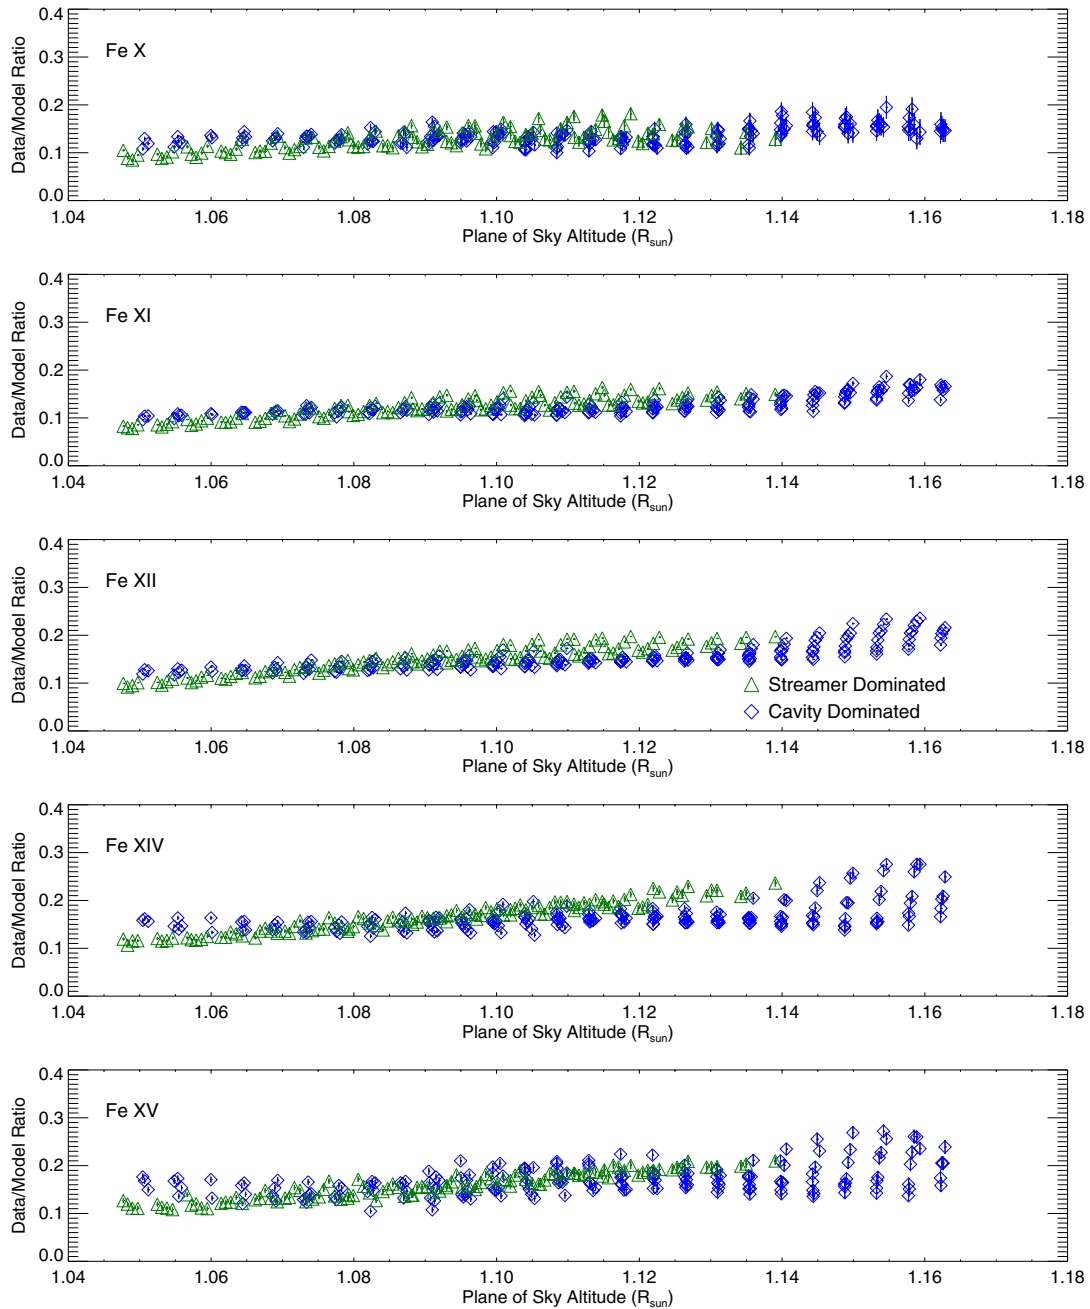 0.4
0.3
0.2
0.1
0.0
Data/Model Ratio
Fe X
1.04 1.06 1.08 1.10 1.12 1.14 1.16 1.18
Plane of Sky Altitude (Rsun)
0.4
0.3
0.2
0.1
0.0
Data/Model Ratio
Fe XI
1.04 1.06 1.08 1.10 1.12 1.14 1.16 1.18
Plane of Sky Altitude (Rsun)
0.4
0.3
0.2
0.1
0.0
Data/Model Ratio
Fe XII
Streamer Dominated
Cavity Dominated
1.04 1.06 1.08 1.10 1.12 1.14 1.16 1.18
Plane of Sky Altitude (Rsun)
0.4
0.3
0.2
0.1
0.0
Data/Model Ratio
Fe XIV
1.04 1.06 1.08 1.10 1.12 1.14 1.16 1.18
Plane of Sky Altitude (Rsun)
0.4
0.3
0.2
0.1
0.0
Data/Model Ratio
Fe XV
1.04 1.06 1.08 1.10 1.12 1.14 1.16 1.18
Plane of Sky Altitude (Rsun)